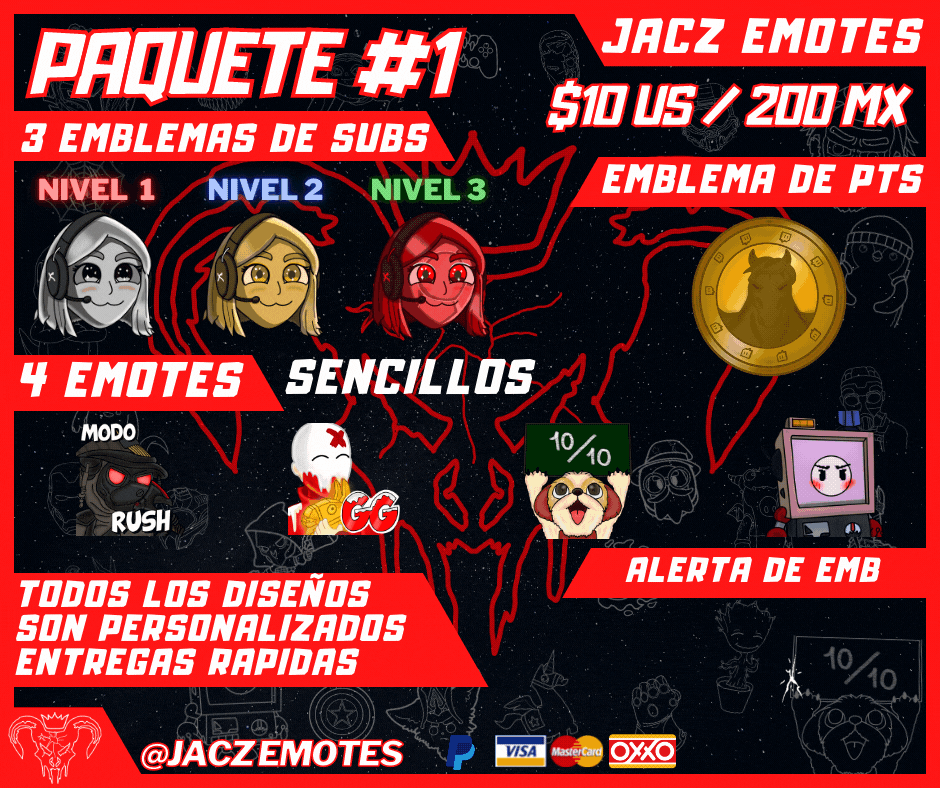 PAQUETE #1
JACZ EMOTES
$10 US / 200 MX
3 EMBLEMAS DE SUBS
EMBLEMA DE PTS
NIVEL 1
NIVEL 2
NIVEL 3
4 EMOTES
SENCILLOS
MODO
RUSH
GG
10/10
ALERTA DE EMB
TODOS LOS DISEÑOS
SON PERSONALIZADOS
ENTREGAS RAPIDAS
10/10
@JACZEMOTES
VISA
MasterCard
OXXO